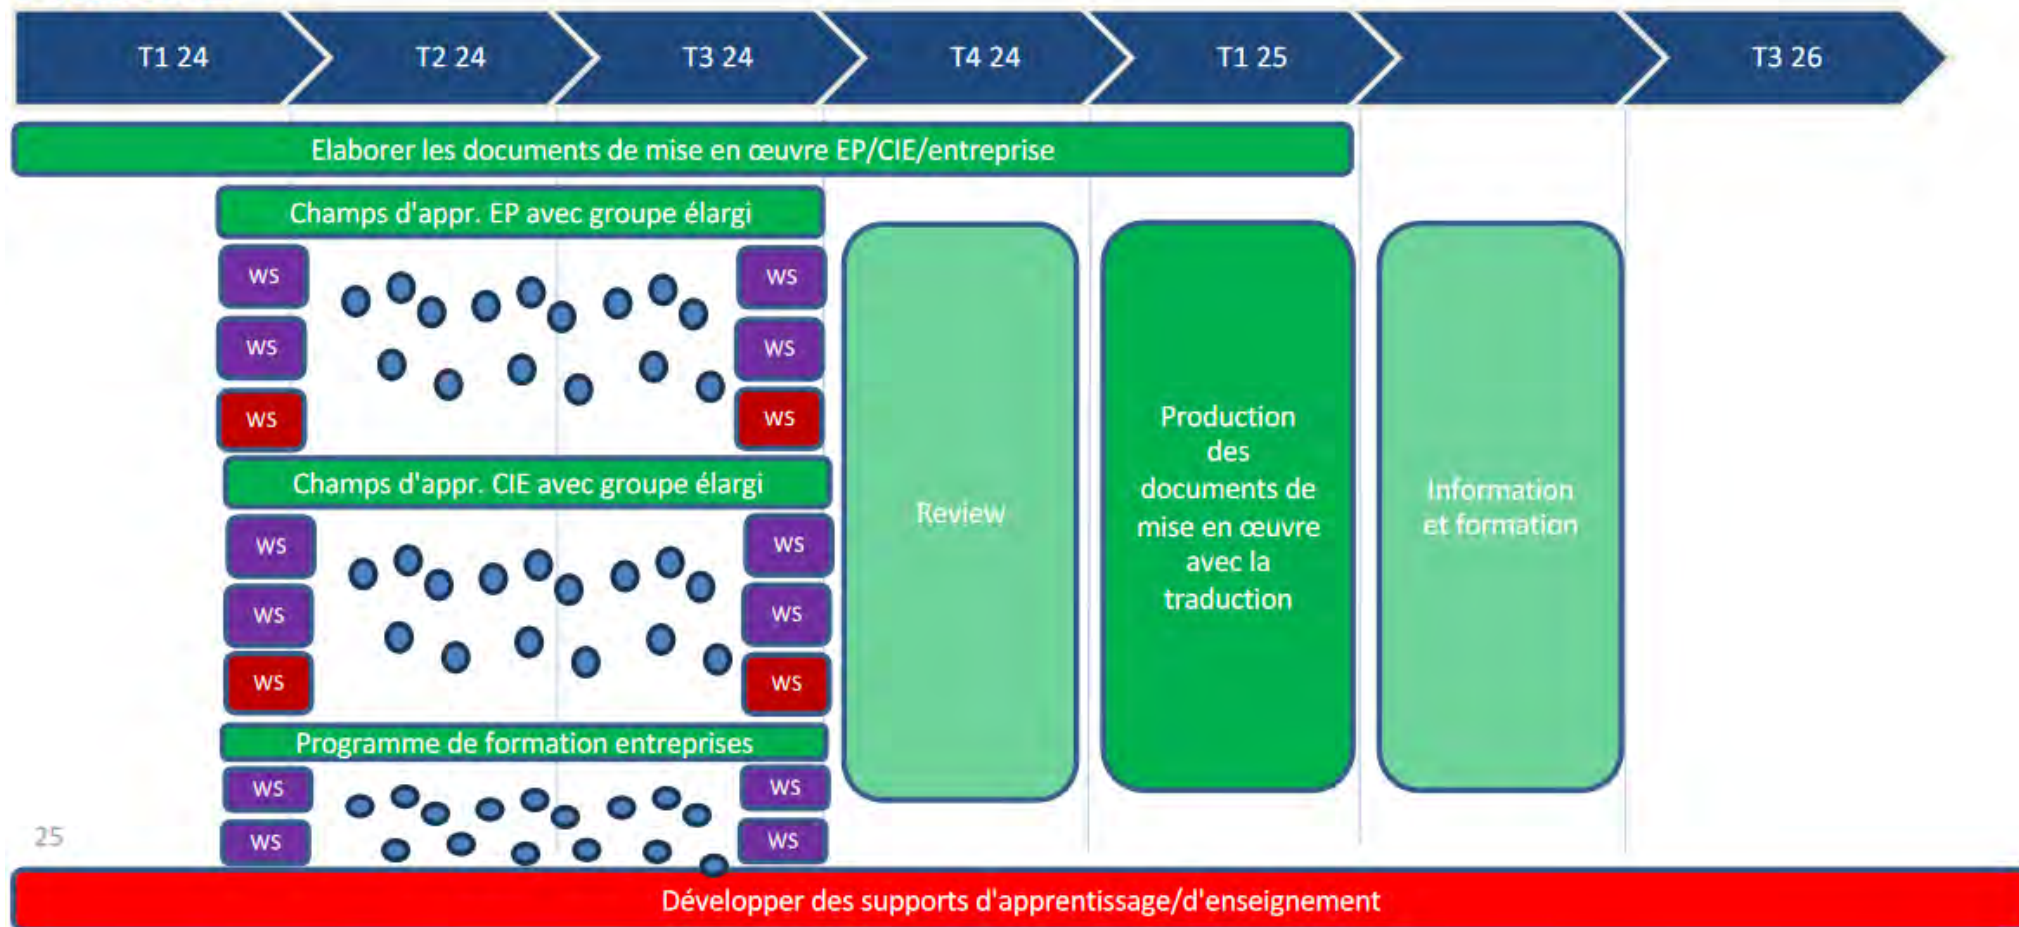 T1 24
T2 24
T3 24
T4 24
T1 25
T3 26
Elaborer les documents de mise en œuvre EP/CIE/entreprise
Champs d'appr. EP avec groupe élargi
WS
WS
WS
WS
WS
WS
Champs d'appr. CIE avec groupe élargi
WS
WS
WS
WS
WS
WS
Programme de formation entreprises
WS
WS
WS
WS
Review
Production
des
documents de
mise en œuvre
avec la
traduction
Information
et formation
25
Développer des supports d'apprentissage/d'enseignement